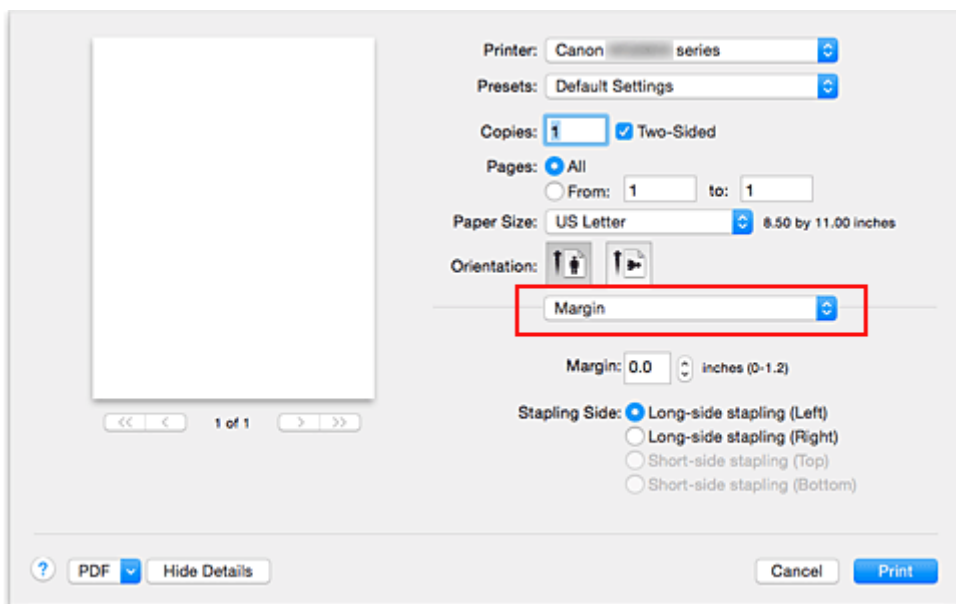 Printer: Canon series
Presets: Default Settings
Copies: 1 Two-Sided
Pages: All
From: 1 to: 1
Paper Size: US Letter 8.50 by 11.00 inches
Orientation:
Margin
Margin: 0.0 inches (0-1.2)
Stapling Side: Long-side stapling (Left)
Long-side stapling (Right)
Short-side stapling (Top)
Short-side stapling (Bottom)
<< < 1 of 1 > >>
? PDF Hide Details Cancel Print